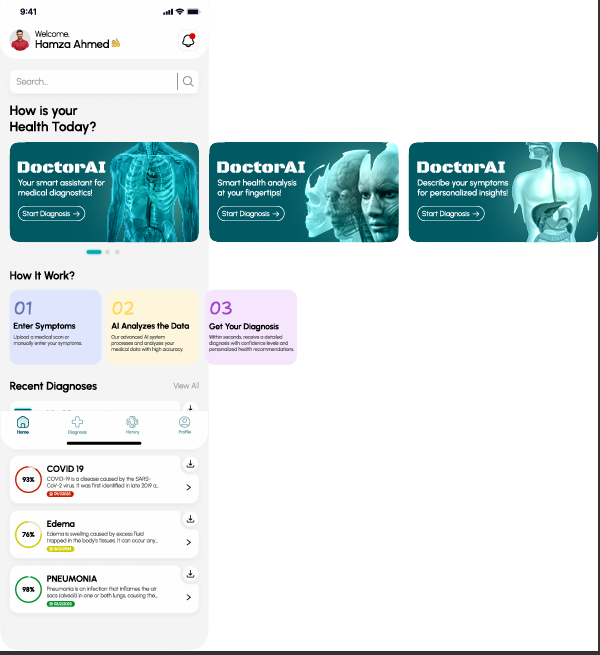 9:41
Welcome,
Hamza Ahmed
Search...
How is your
Health Today?
DoctorAI
Your smart assistant for
medical diagnostics!
Start Diagnosis →
DoctorAI
Smart health analysis
at your fingertips!
Start Diagnosis →
DoctorAI
Describe your symptoms
for personalized insights!
Start Diagnosis →
How It Work?
01
Enter Symptoms
Upload a medical scan or
manually enter your symptoms.
02
AI Analyzes the Data
Our advanced AI system
processes and analyzes your
medical data with high accuracy.
03
Get Your Diagnosis
Within seconds, receive a detailed
diagnosis with confidence levels and
personalized health recommendations.
Recent Diagnoses
View All
Home
Diagnosis
History
Profile
93%
COVID 19
COVID-19 is a disease caused by the SARS-
CoV-2 virus. It was first identified in late 2019 a...
76%
Edema
Edema is swelling caused by excess fluid
trapped in the body's tissues. It can occur any...
98%
PNEUMONIA
Pneumonia is an infection that inflames the air
sacs (alveoli) in one or both lungs, causing the...